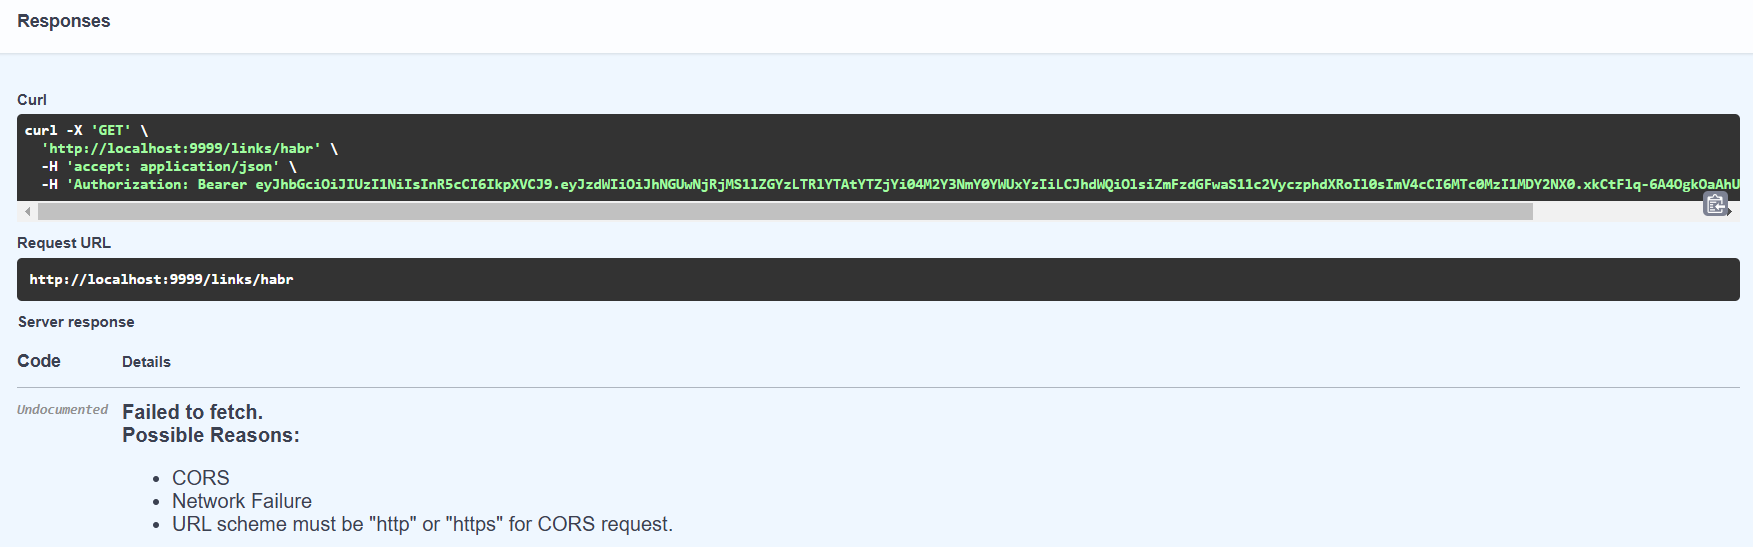 Responses
Curl
curl -X 'GET' \
'http://localhost:9999/links/habr' \
-H 'accept: application/json' \
-H 'Authorization: Bearer eyJhbGciOiJIUzI1NiIsInR5cCI6IkpXVCJ9.eyJzdWIiOiJhNGUwNjRjMS1lZGYzLTRlYTAtYTZjYi04M2Y3NmY0YWUxYzIiLCJhdWQiOlsiZmFzdGFwaS11c2VyczphdXRoIl0sImV4cCI6MTc0MzI1MDY2NX0.xkCtFlq-6A4OgkOaAhU
Request URL
http://localhost:9999/links/habr
Server response
Code Details
Undocumented Failed to fetch.
Possible Reasons:
• CORS
• Network Failure
• URL scheme must be "http" or "https" for CORS request.